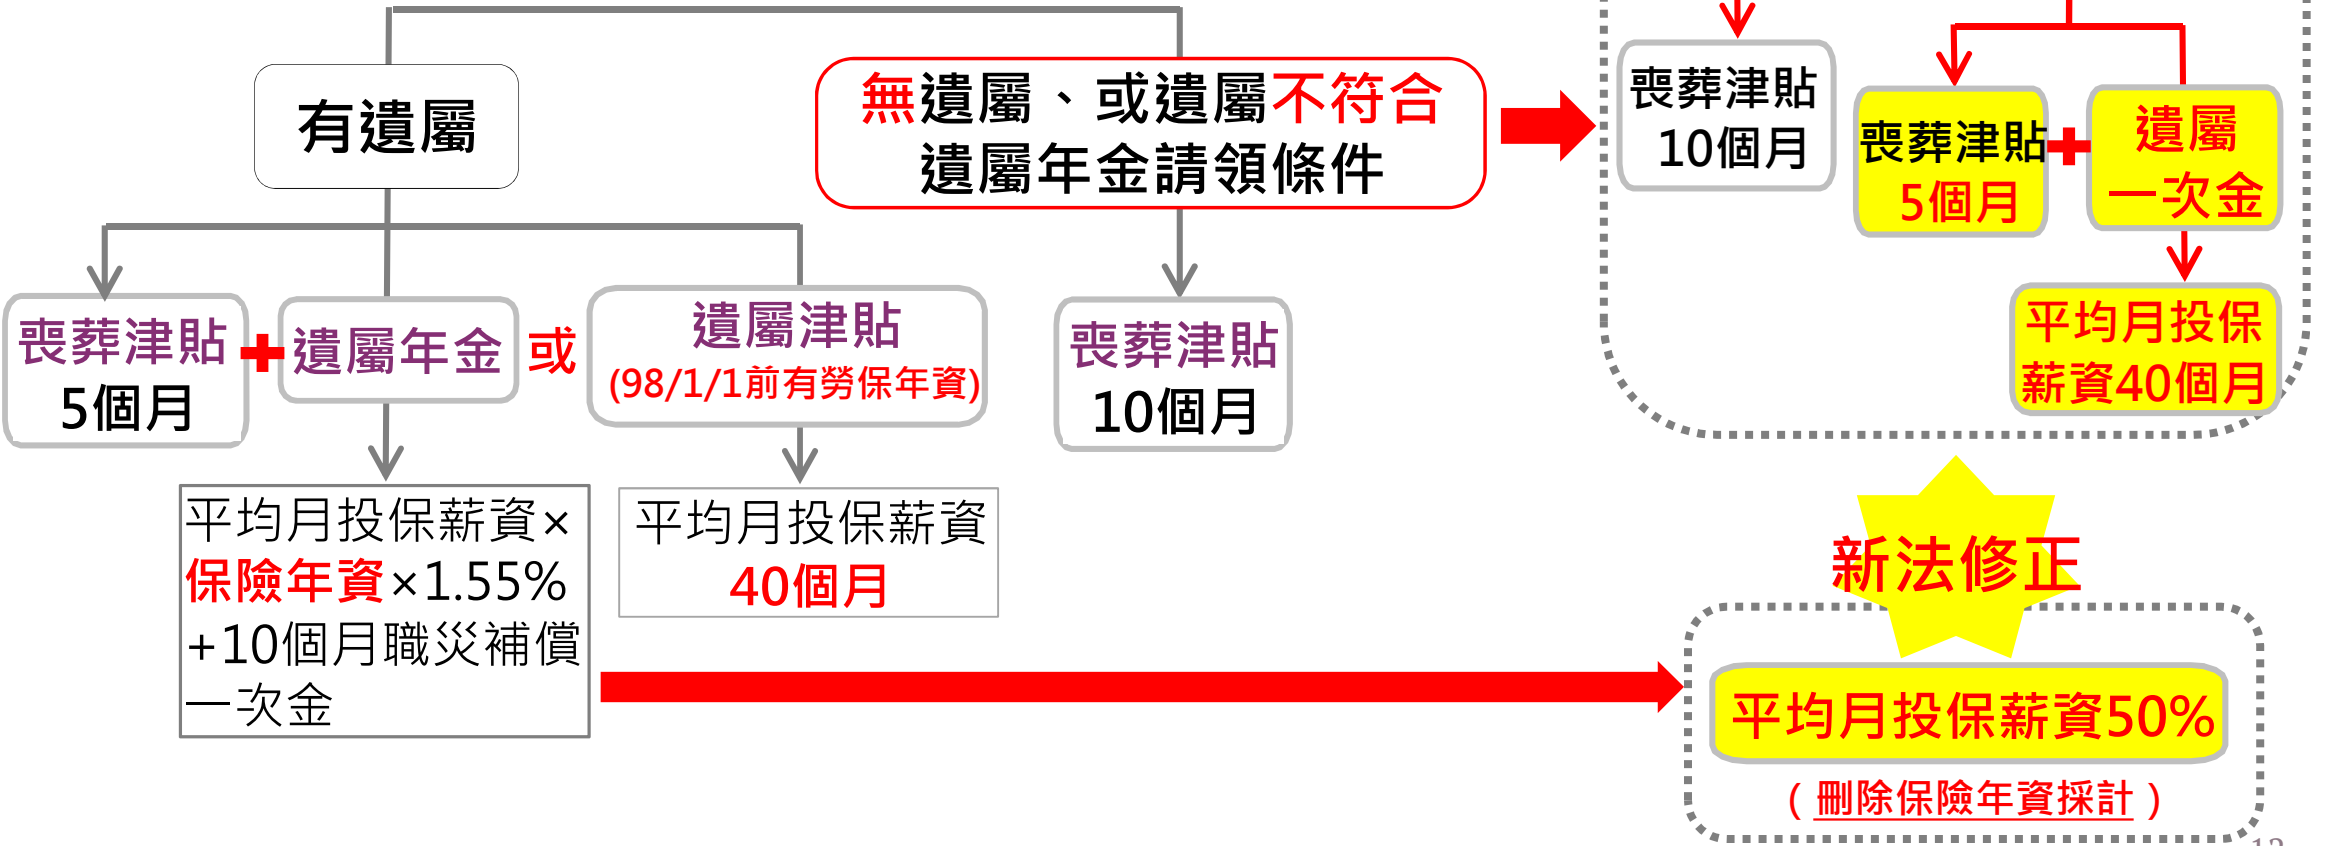 有遺屬
無遺屬、或遺屬不符合
遺屬年金請領條件
喪葬津貼
10個月
喪葬津貼
5個月
遺屬
一次金
平均月投保
薪資40個月
喪葬津貼
5個月
遺屬年金
或
遺屬津貼
(98/1/1前有勞保年資)
喪葬津貼
10個月
平均月投保薪資×
保險年資×1.55%
+10個月職災補償
一次金
平均月投保薪資
40個月
新法修正
平均月投保薪資50%
(刪除保險年資採計)